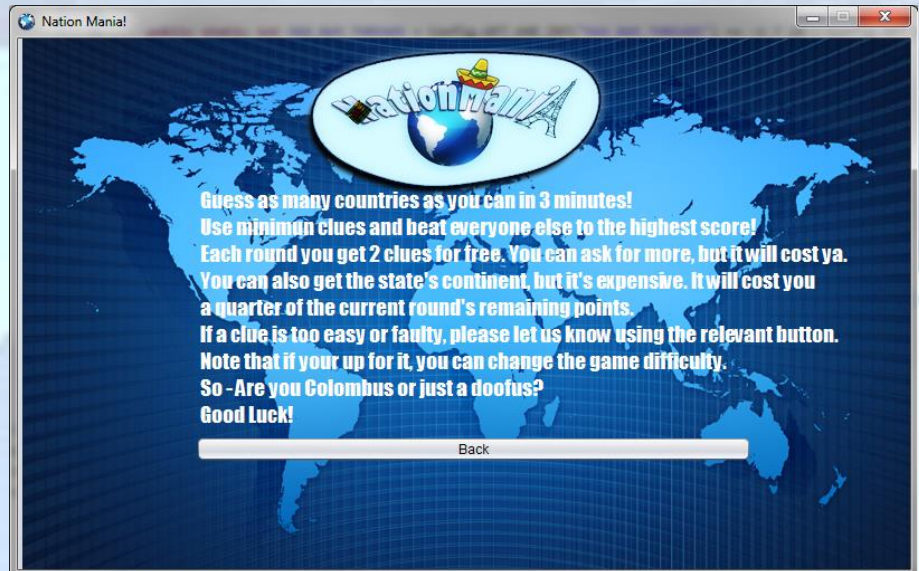 Nation Mania!
NationManiA
Guess as many countries as you can in 3 minutes!
Use minimun clues and beat everyone else to the highest score!
Each round you get 2 clues for free. You can ask for more, but it will cost ya.
You can also get the state's continent, but it's expensive. It will cost you
a quarter of the current round's remaining points.
If a clue is too easy or faulty, please let us know using the relevant button.
Note that if your up for it, you can change the game difficulty.
So -Are you Colombus or just a doofus?
Good Luck!
Back